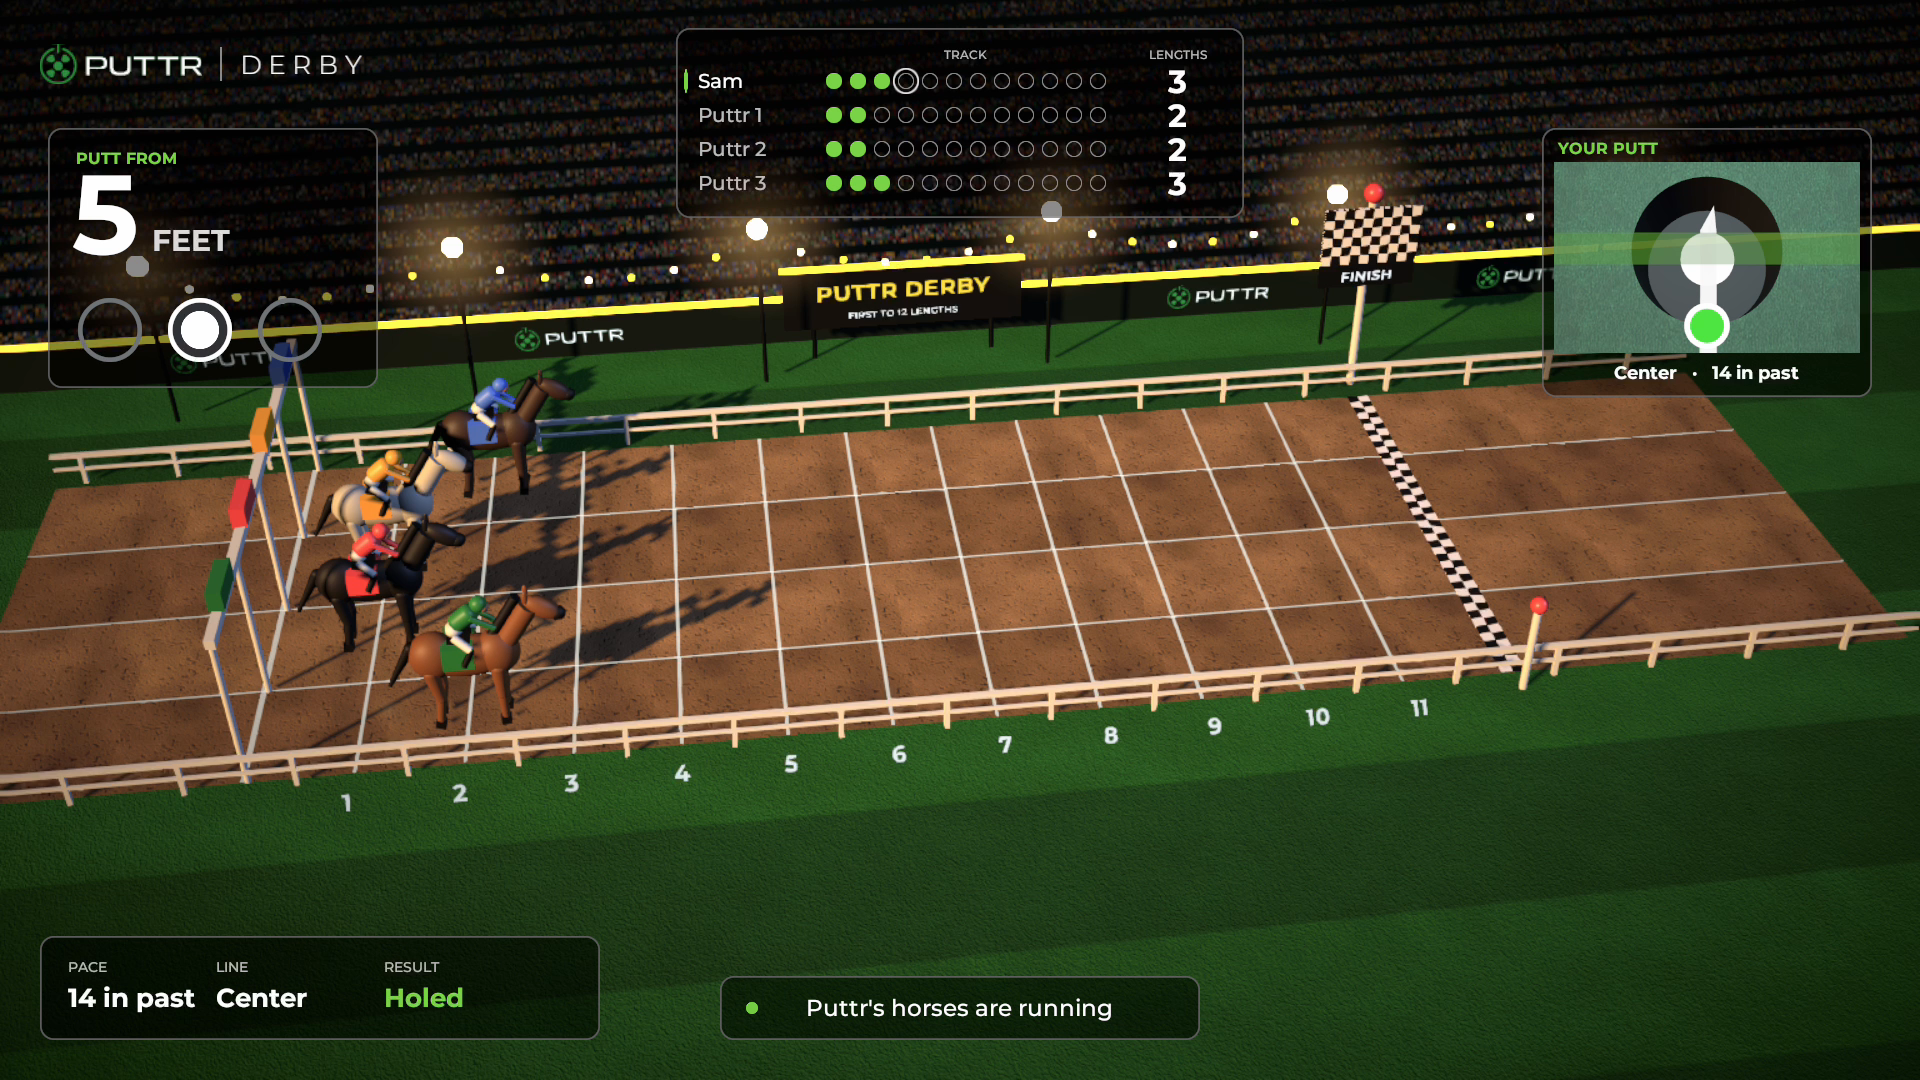 PUTTR DERBY
TRACK LENGTHS
Sam 3
Puttr 1 2
Puttr 2 2
Puttr 3 3
PUTT FROM
5 FEET
YOUR PUTT
Center · 14 in past
PUTTR DERBY
FIRST TO 12 LENGTHS
FINISH
PUTTR
PUTTR
PUTT
PUTTR
1 2 3 4 5 6 7 8 9 10 11
PACE LINE RESULT
14 in past Center Holed
Puttr's horses are running